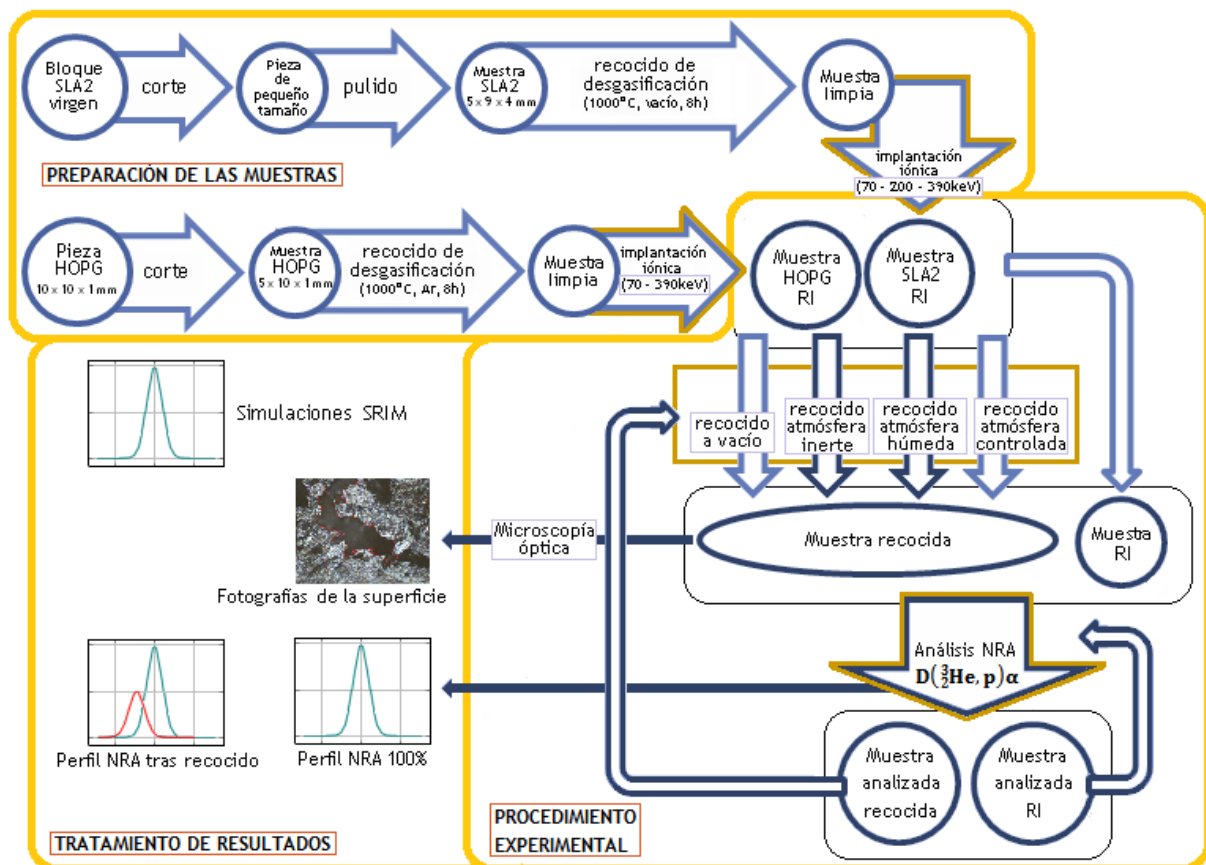 Bloque
SLA2
virgen
corte
Pieza
de
pequeño
tamaño
pulido
Muestra
SLA2
5 x 9 x 4 mm
recocido de
desgasificación
(1000ºC, vacío, 8h)
Muestra
limpia
implantación
iónica
(70 - 200 - 390keV)
PREPARACIÓN DE LAS MUESTRAS
Pieza
HOPG
10 x 10 x 1 mm
corte
Muestra
HOPG
5 x 10 x 1 mm
recocido de
desgasificación
(1000ºC, Ar, 8h)
Muestra
limpia
implantación
iónica
(70 - 390keV)
Muestra
HOPG
RI
Muestra
SLA2
RI
recocido
a vacío
recocido
atmósfera
inerte
recocido
atmósfera
húmeda
recocido
atmósfera
controlada
Simulaciones SRIM
Microscopía
óptica
Muestra recocida
Muestra
RI
Fotografías de la superficie
Análisis NRA
D(³₂He, p)α
Perfil NRA tras recocido
Perfil NRA 100%
Muestra
analizada
recocida
Muestra
analizada
RI
TRATAMIENTO DE RESULTADOS
PROCEDIMIENTO
EXPERIMENTAL